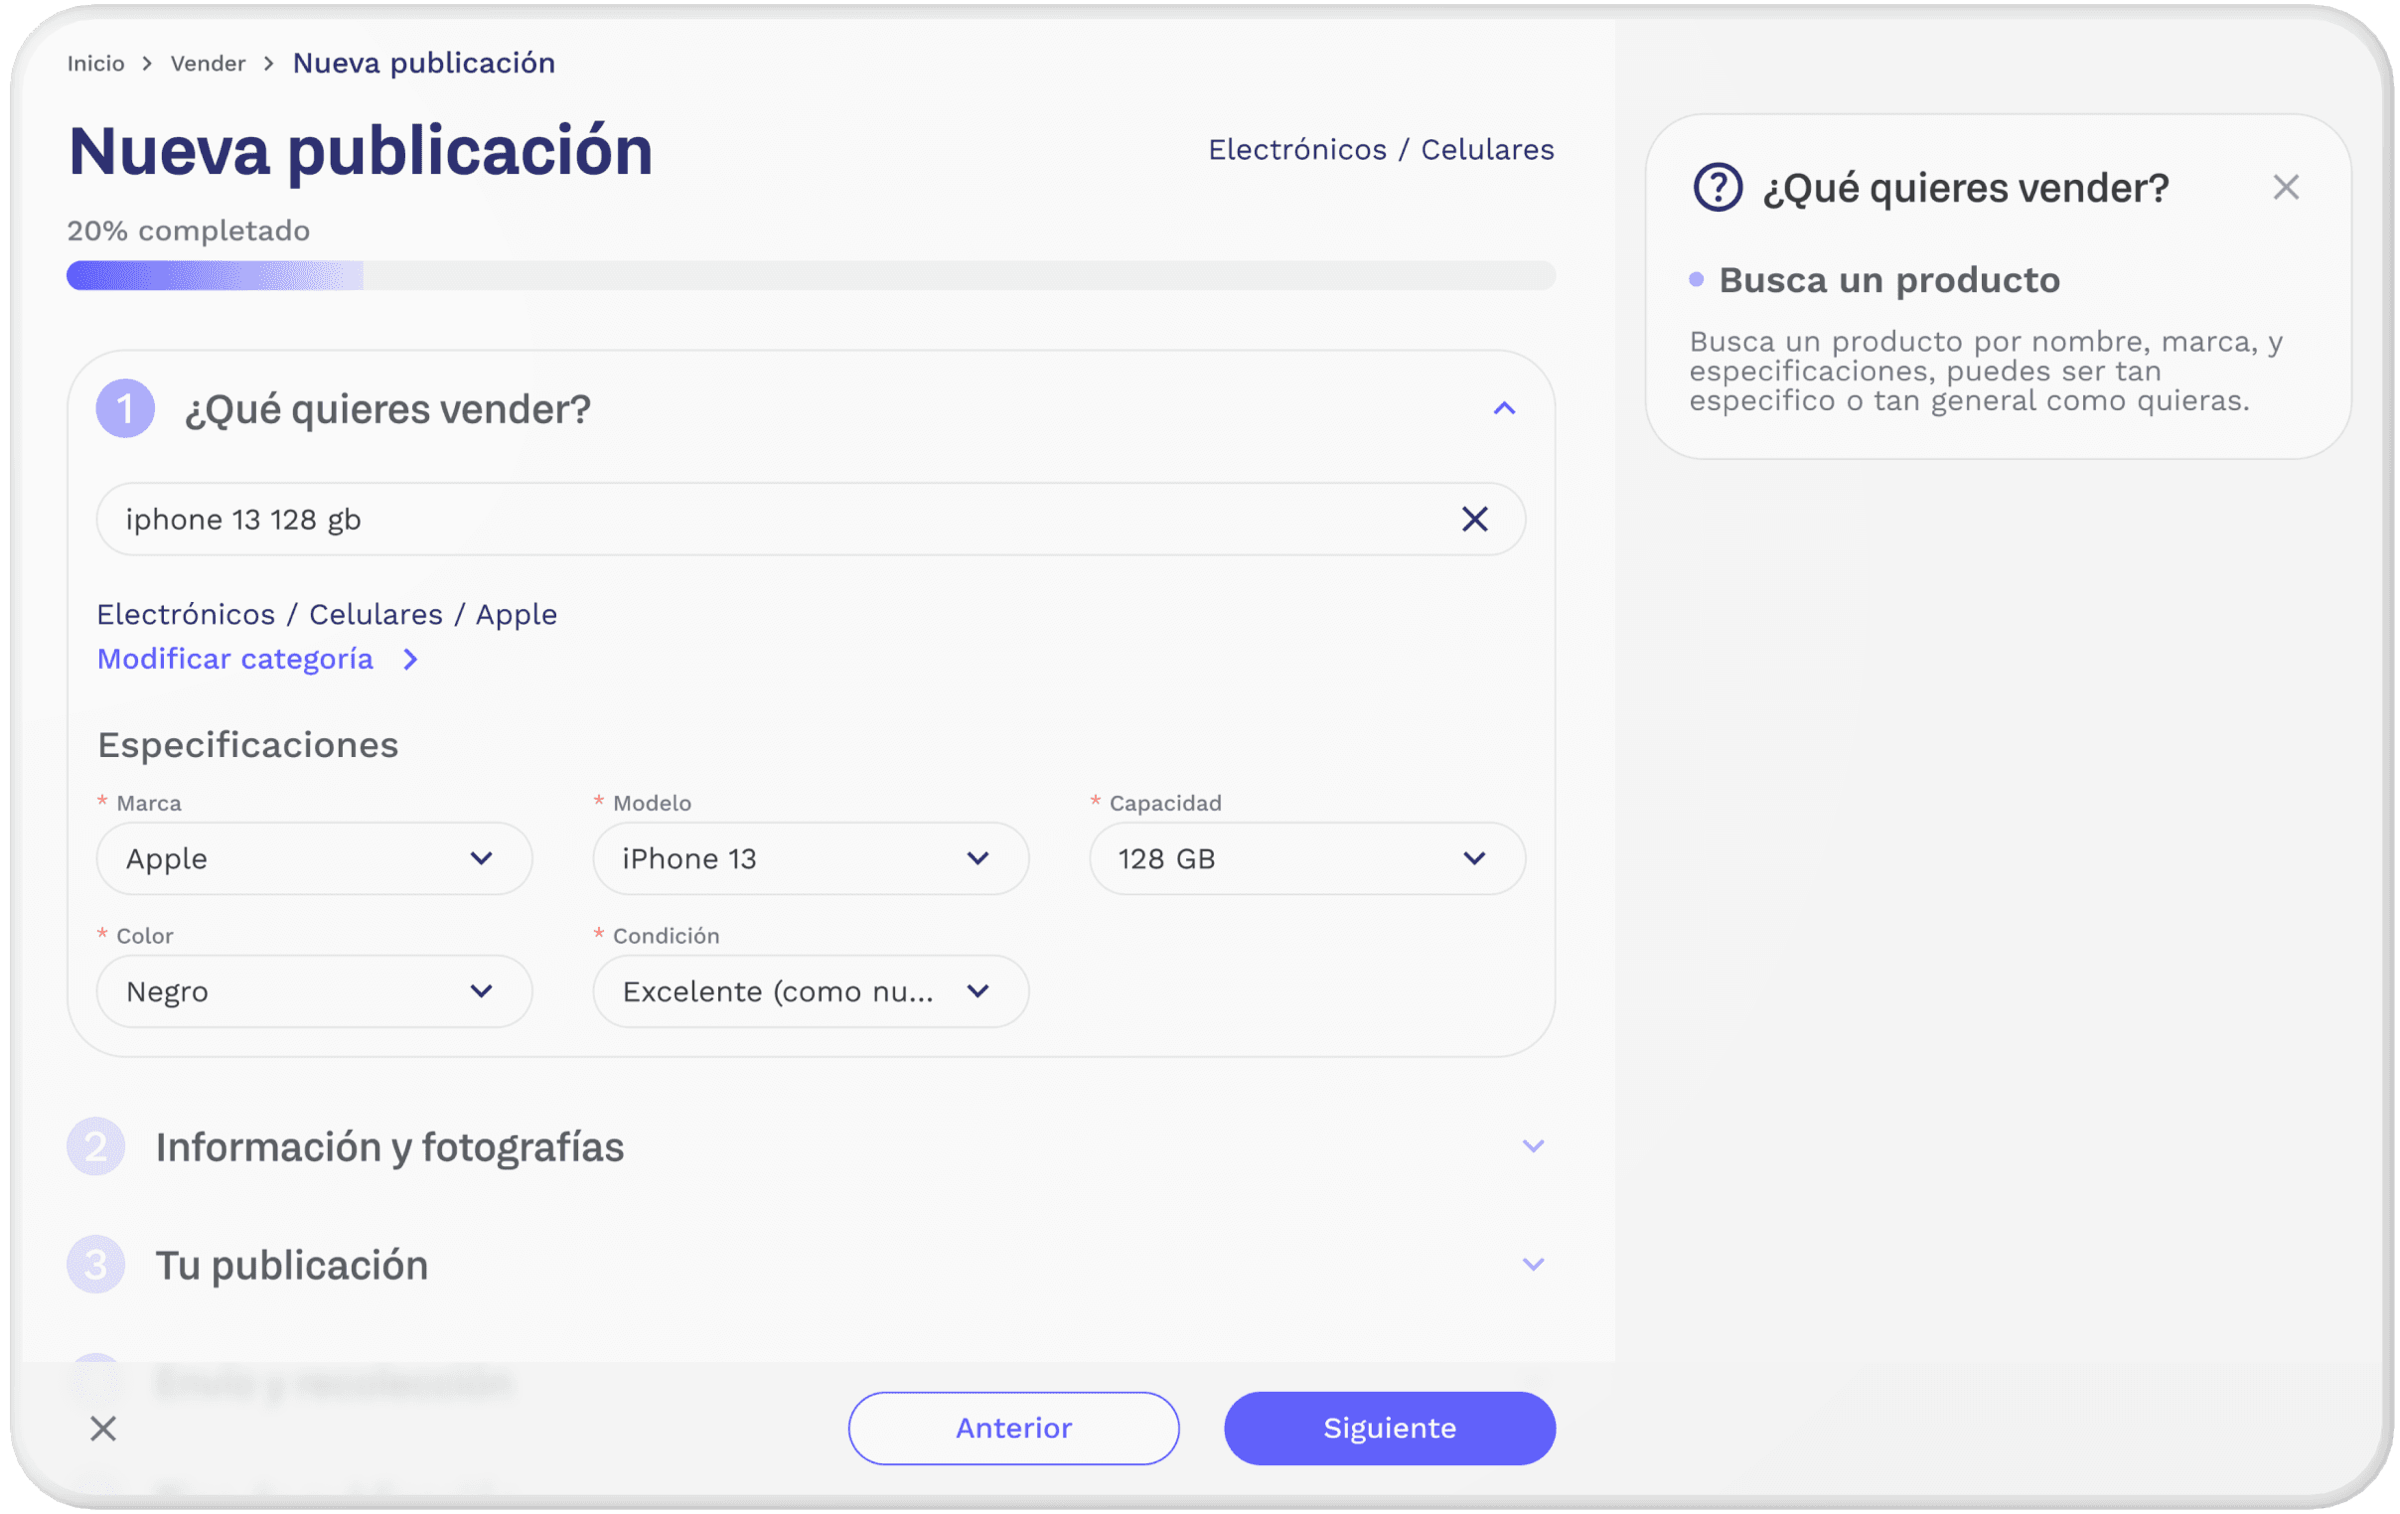 Inicio > Vender > Nueva publicación
Nueva publicación
Electrónicos / Celulares
20% completado
1 ¿Qué quieres vender?
iphone 13 128 gb
Electrónicos / Celulares / Apple
Modificar categoría >
Especificaciones
* Marca
Apple
* Modelo
iPhone 13
* Capacidad
128 GB
* Color
Negro
* Condición
Excelente (como nu...
2 Información y fotografías
3 Tu publicación
Envío y recolección
Anterior
Siguiente
¿Qué quieres vender?
Busca un producto
Busca un producto por nombre, marca, y
especificaciones, puedes ser tan
especifico o tan general como quieras.